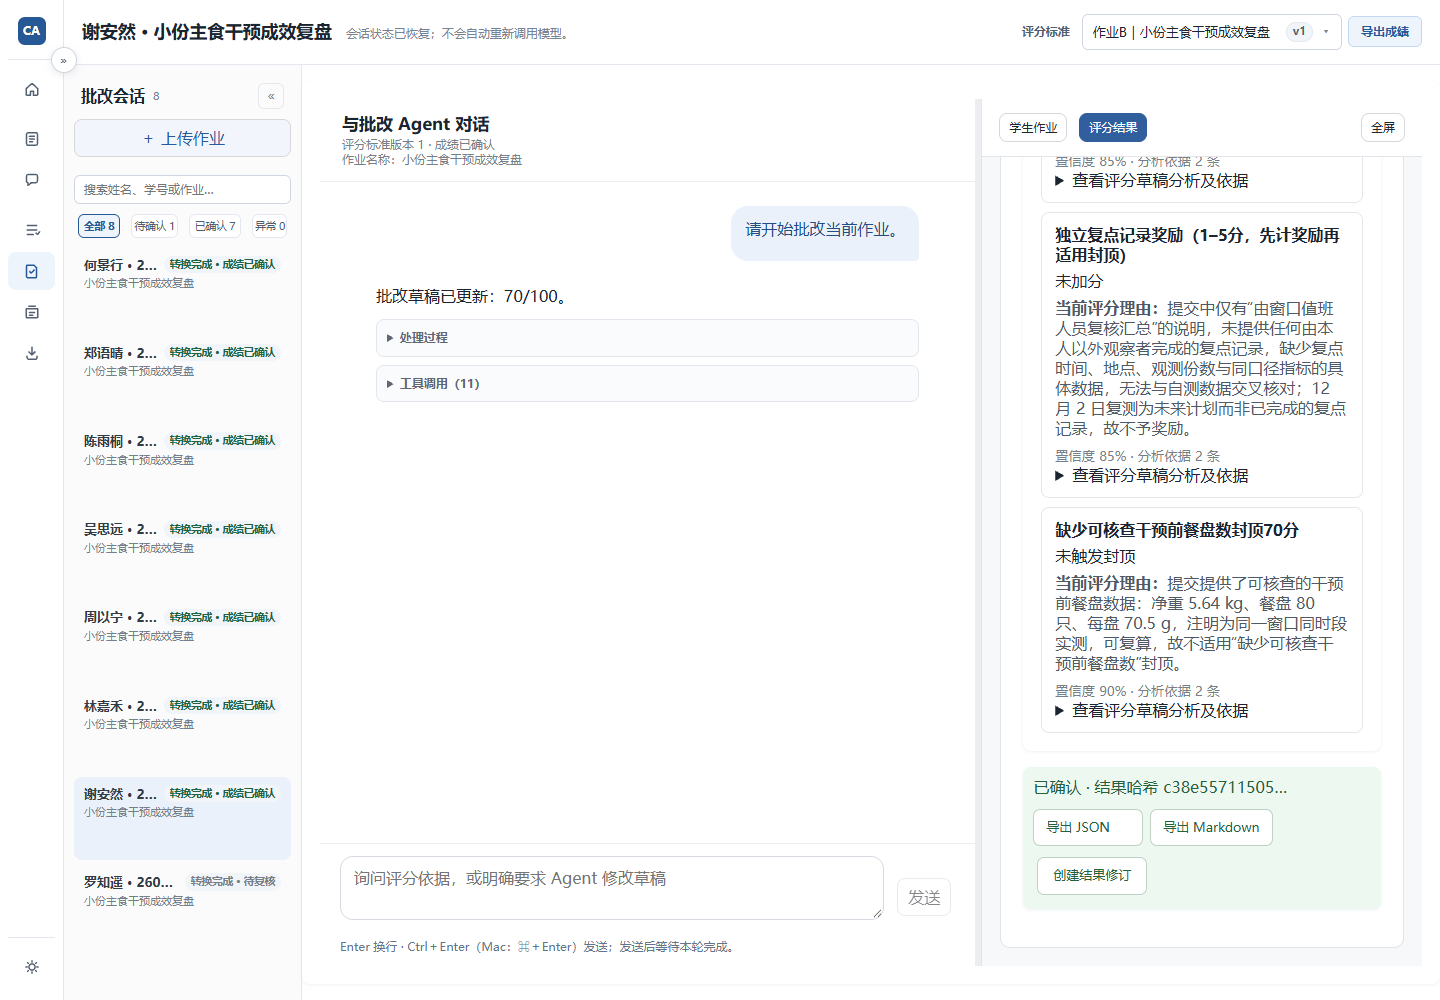 CA
»
谢安然 • 小份主食干预成效复盘
会话状态已恢复；不会自动重新调用模型。
评分标准
作业B | 小份主食干预成效复盘 v1
导出成绩
批改会话 8
«
+ 上传作业
搜索姓名、学号或作业...
全部 8
待确认 1
已确认 7
异常 0
何景行 • 2... 转换完成 • 成绩已确认
小份主食干预成效复盘
郑语晴 • 2... 转换完成 • 成绩已确认
小份主食干预成效复盘
陈雨桐 • 2... 转换完成 • 成绩已确认
小份主食干预成效复盘
吴思远 • 2... 转换完成 • 成绩已确认
小份主食干预成效复盘
周以宁 • 2... 转换完成 • 成绩已确认
小份主食干预成效复盘
林嘉禾 • 2... 转换完成 • 成绩已确认
小份主食干预成效复盘
谢安然 • 2... 转换完成 • 成绩已确认
小份主食干预成效复盘
罗知遥 • 260... 转换完成 • 待复核
小份主食干预成效复盘
与批改 Agent 对话
评分标准版本 1 · 成绩已确认
作业名称：小份主食干预成效复盘
请开始批改当前作业。
批改草稿已更新：70/100。
处理过程
工具调用（11）
询问评分依据，或明确要求 Agent 修改草稿
发送
Enter 换行 · Ctrl + Enter（Mac：⌘ + Enter）发送；发送后等待本轮完成。
学生作业
评分结果
全屏
置信度 85% · 分析依据 2 条
查看评分草稿分析及依据
独立复点记录奖励（1–5分，先计奖励再
适用封顶）
未加分
当前评分理由：提交中仅有“由窗口值班
人员复核汇总”的说明，未提供任何由本
人以外观察者完成的复点记录，缺少复点
时间、地点、观测份数与同口径指标的具
体数据，无法与自测数据交叉核对；12
月 2 日复测为未来计划而非已完成的复点
记录，故不予奖励。
置信度 85% · 分析依据 2 条
查看评分草稿分析及依据
缺少可核查干预前餐盘数封顶70分
未触发封顶
当前评分理由：提交提供了可核查的干预
前餐盘数据：净重 5.64 kg、餐盘 80
只、每盘 70.5 g，注明为同一窗口同时段
实测，可复算，故不适用“缺少可核查干
预前餐盘数”封顶。
置信度 90% · 分析依据 2 条
查看评分草稿分析及依据
已确认 · 结果哈希 c38e55711505...
导出 JSON
导出 Markdown
创建结果修订